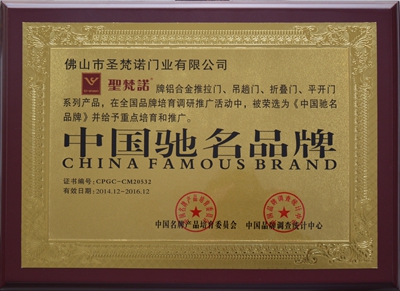 佛山市圣梵诺门业有限公司
聖梵諾 牌铝合金推拉门、吊趟门、折叠门、平开门
系列产品，在全国品牌培育调研推广活动中，被荣选为《中国驰名
品牌》并给予重点培育和推广。
中国驰名品牌
CHINA FAMOUS BRAND
证书编号：CPGC-CM20532
有效日期：2014.12-2016.12
中国名牌产品培育委员会 中国品牌调查统计中心